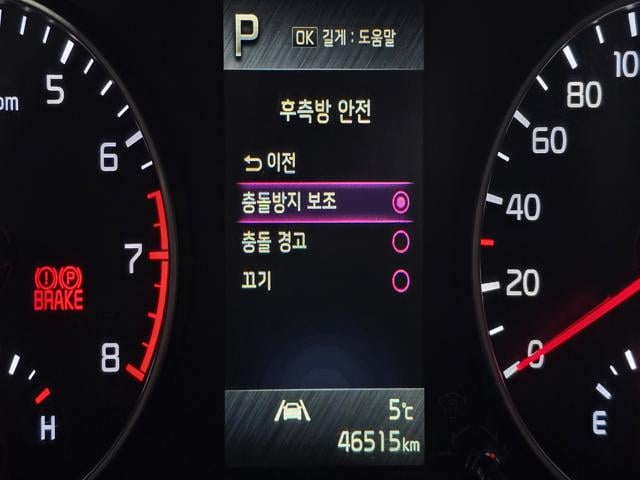 P
OK 길게 : 도움말
후측방 안전
이전
충돌방지 보조
충돌 경고
끄기
5℃
46515km
5
6
7
8
H
(!) (P)
BRAKE
10
80
60
40
20
0
E